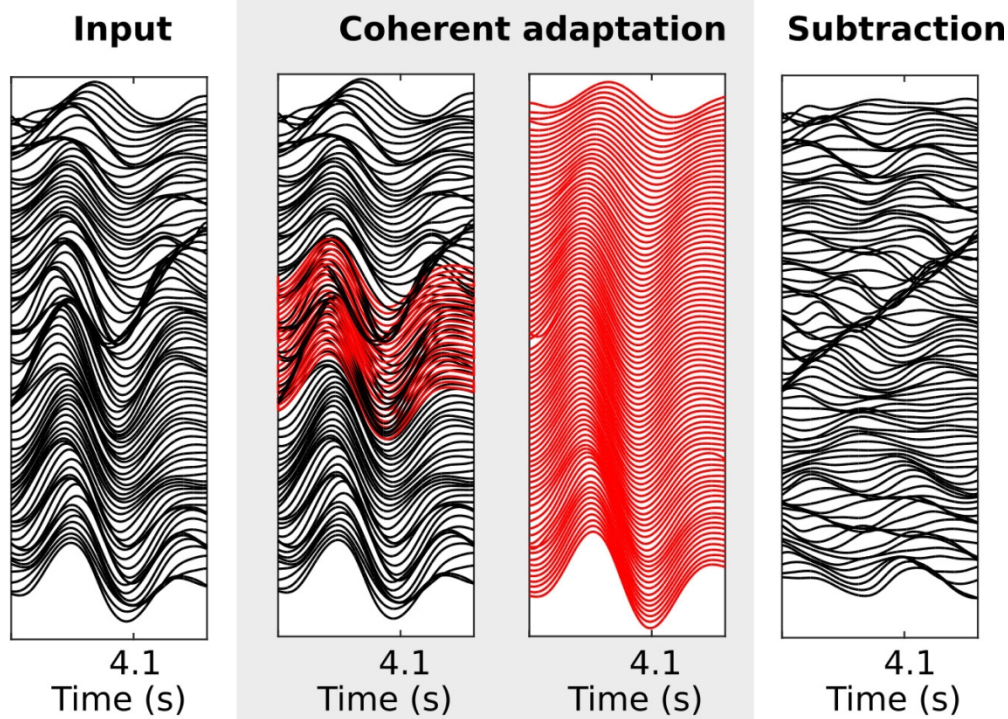 Input
Coherent adaptation
Subtraction
4.1
Time (s)
4.1
Time (s)
4.1
Time (s)
4.1
Time (s)